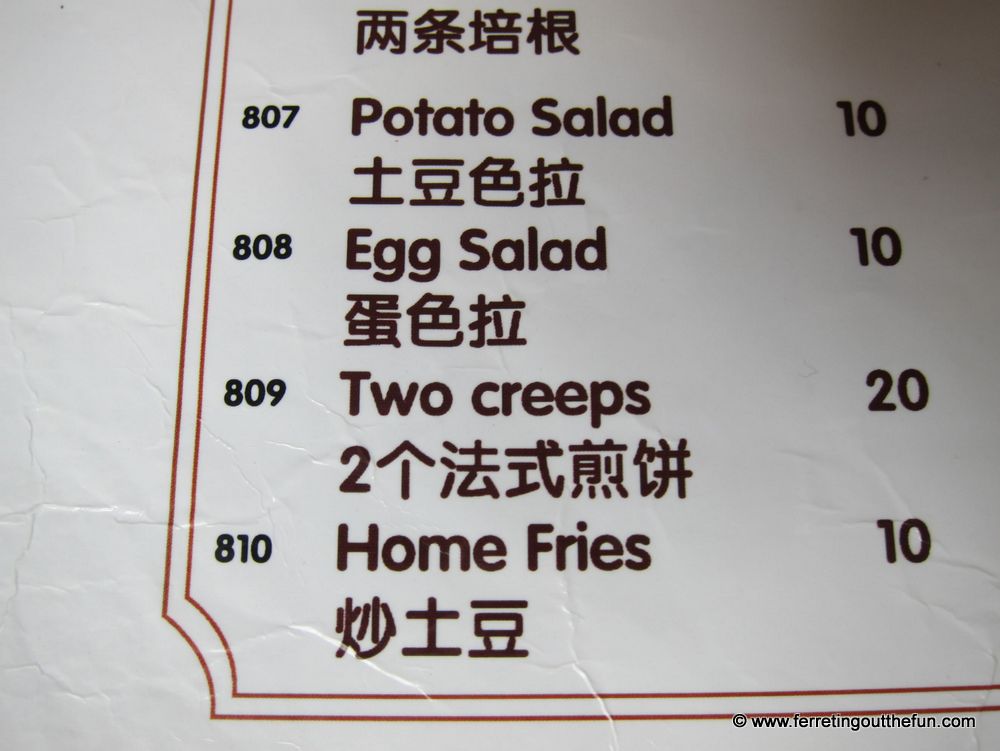 两条培根
807 Potato Salad 10
土豆色拉
808 Egg Salad 10
蛋色拉
809 Two creeps 20
2个法式煎饼
810 Home Fries 10
炒土豆
© www.ferretingoutthefun.com